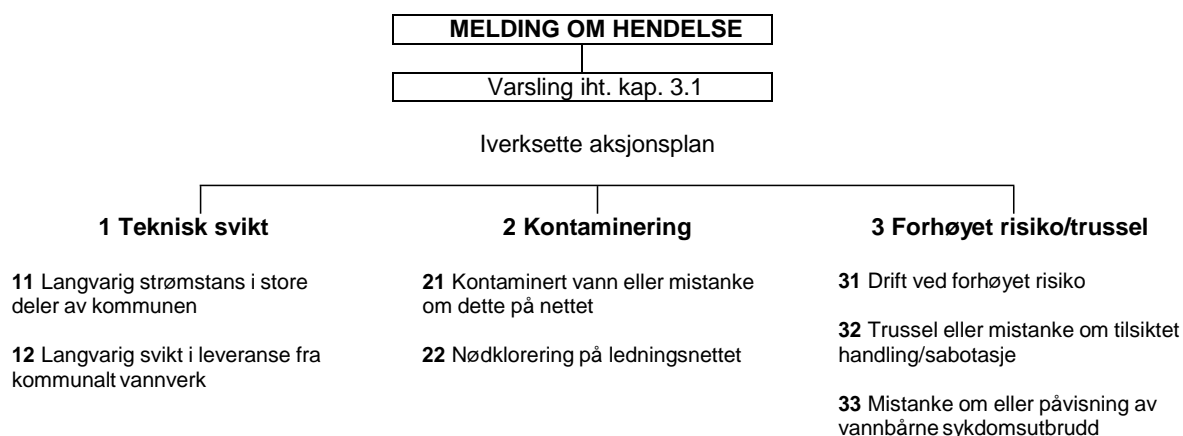 MELDING OM HENDELSE
Varsling iht. kap. 3.1
Iverksette aksjonsplan
1 Teknisk svikt
11 Langvarig strømstans i store
deler av kommunen
12 Langvarig svikt i leveranse fra
kommunalt vannverk
2 Kontaminering
21 Kontaminert vann eller mistanke
om dette på nettet
22 Nødklorering på ledningsnettet
3 Forhøyet risiko/trussel
31 Drift ved forhøyet risiko
32 Trussel eller mistanke om tilsiktet
handling/sabotasje
33 Mistanke om eller påvisning av
vannbårne sykdomsutbrudd